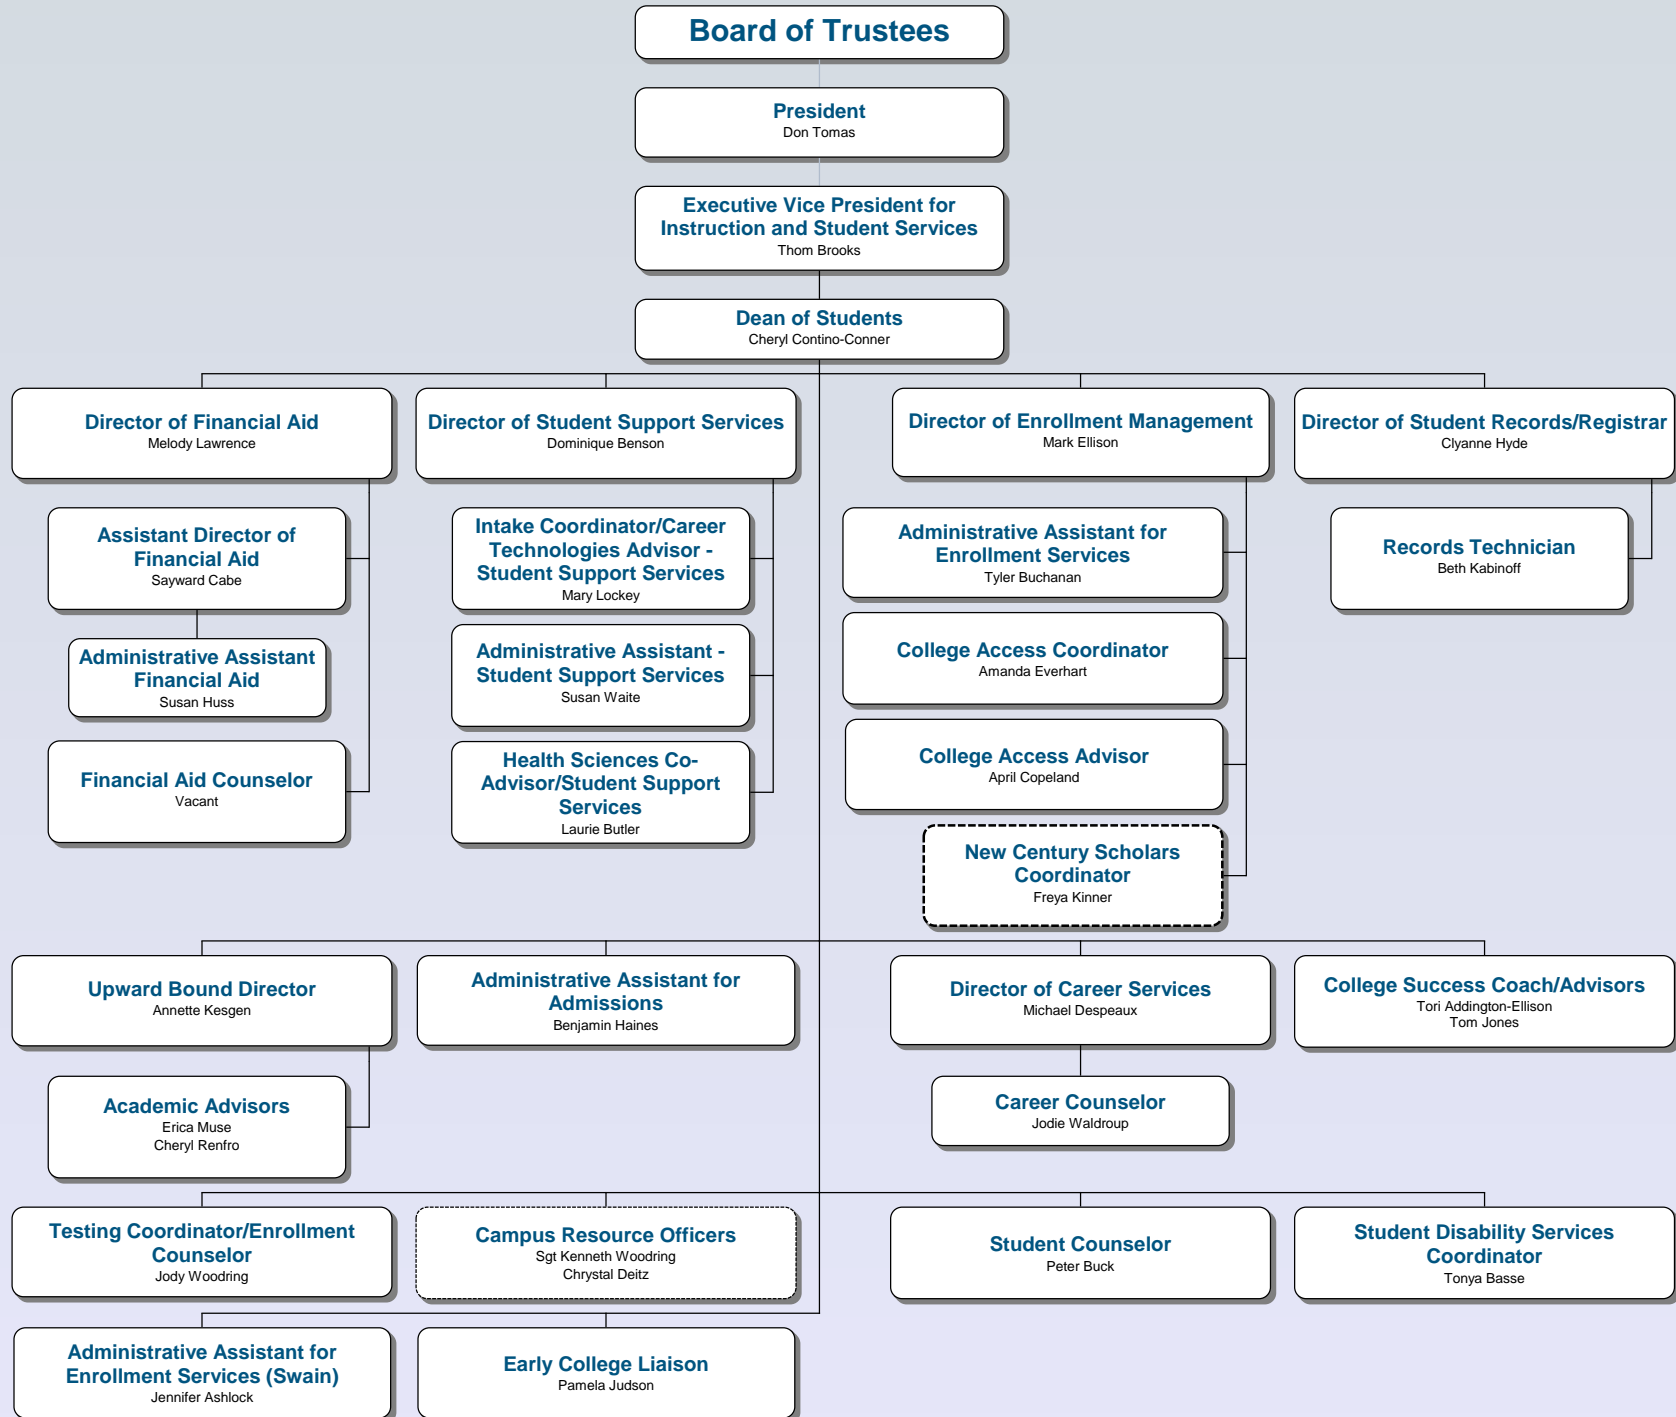 Board of Trustees
President
Don Tomas
Executive Vice President for
Instruction and Student Services
Thom Brooks
Dean of Students
Cheryl Contino-Conner
Director of Financial Aid
Melody Lawrence
Director of Student Support Services
Dominique Benson
Director of Enrollment Management
Mark Ellison
Director of Student Records/Registrar
Clyanne Hyde
Assistant Director of
Financial Aid
Sayward Cabe
Administrative Assistant
Financial Aid
Susan Huss
Financial Aid Counselor
Vacant
Intake Coordinator/Career
Technologies Advisor -
Student Support Services
Mary Lockey
Administrative Assistant -
Student Support Services
Susan Waite
Health Sciences Co-
Advisor/Student Support
Services
Laurie Butler
Administrative Assistant for
Enrollment Services
Tyler Buchanan
College Access Coordinator
Amanda Everhart
College Access Advisor
April Copeland
New Century Scholars
Coordinator
Freya Kinner
Records Technician
Beth Kabinoff
Upward Bound Director
Annette Kesgen
Administrative Assistant for
Admissions
Benjamin Haines
Director of Career Services
Michael Despeaux
College Success Coach/Advisors
Tori Addington-Ellison
Tom Jones
Academic Advisors
Erica Muse
Cheryl Renfro
Career Counselor
Jodie Waldroup
Testing Coordinator/Enrollment
Counselor
Jody Woodring
Campus Resource Officers
Sgt Kenneth Woodring
Chrystal Deitz
Student Counselor
Peter Buck
Student Disability Services
Coordinator
Tonya Basse
Administrative Assistant for
Enrollment Services (Swain)
Jennifer Ashlock
Early College Liaison
Pamela Judson